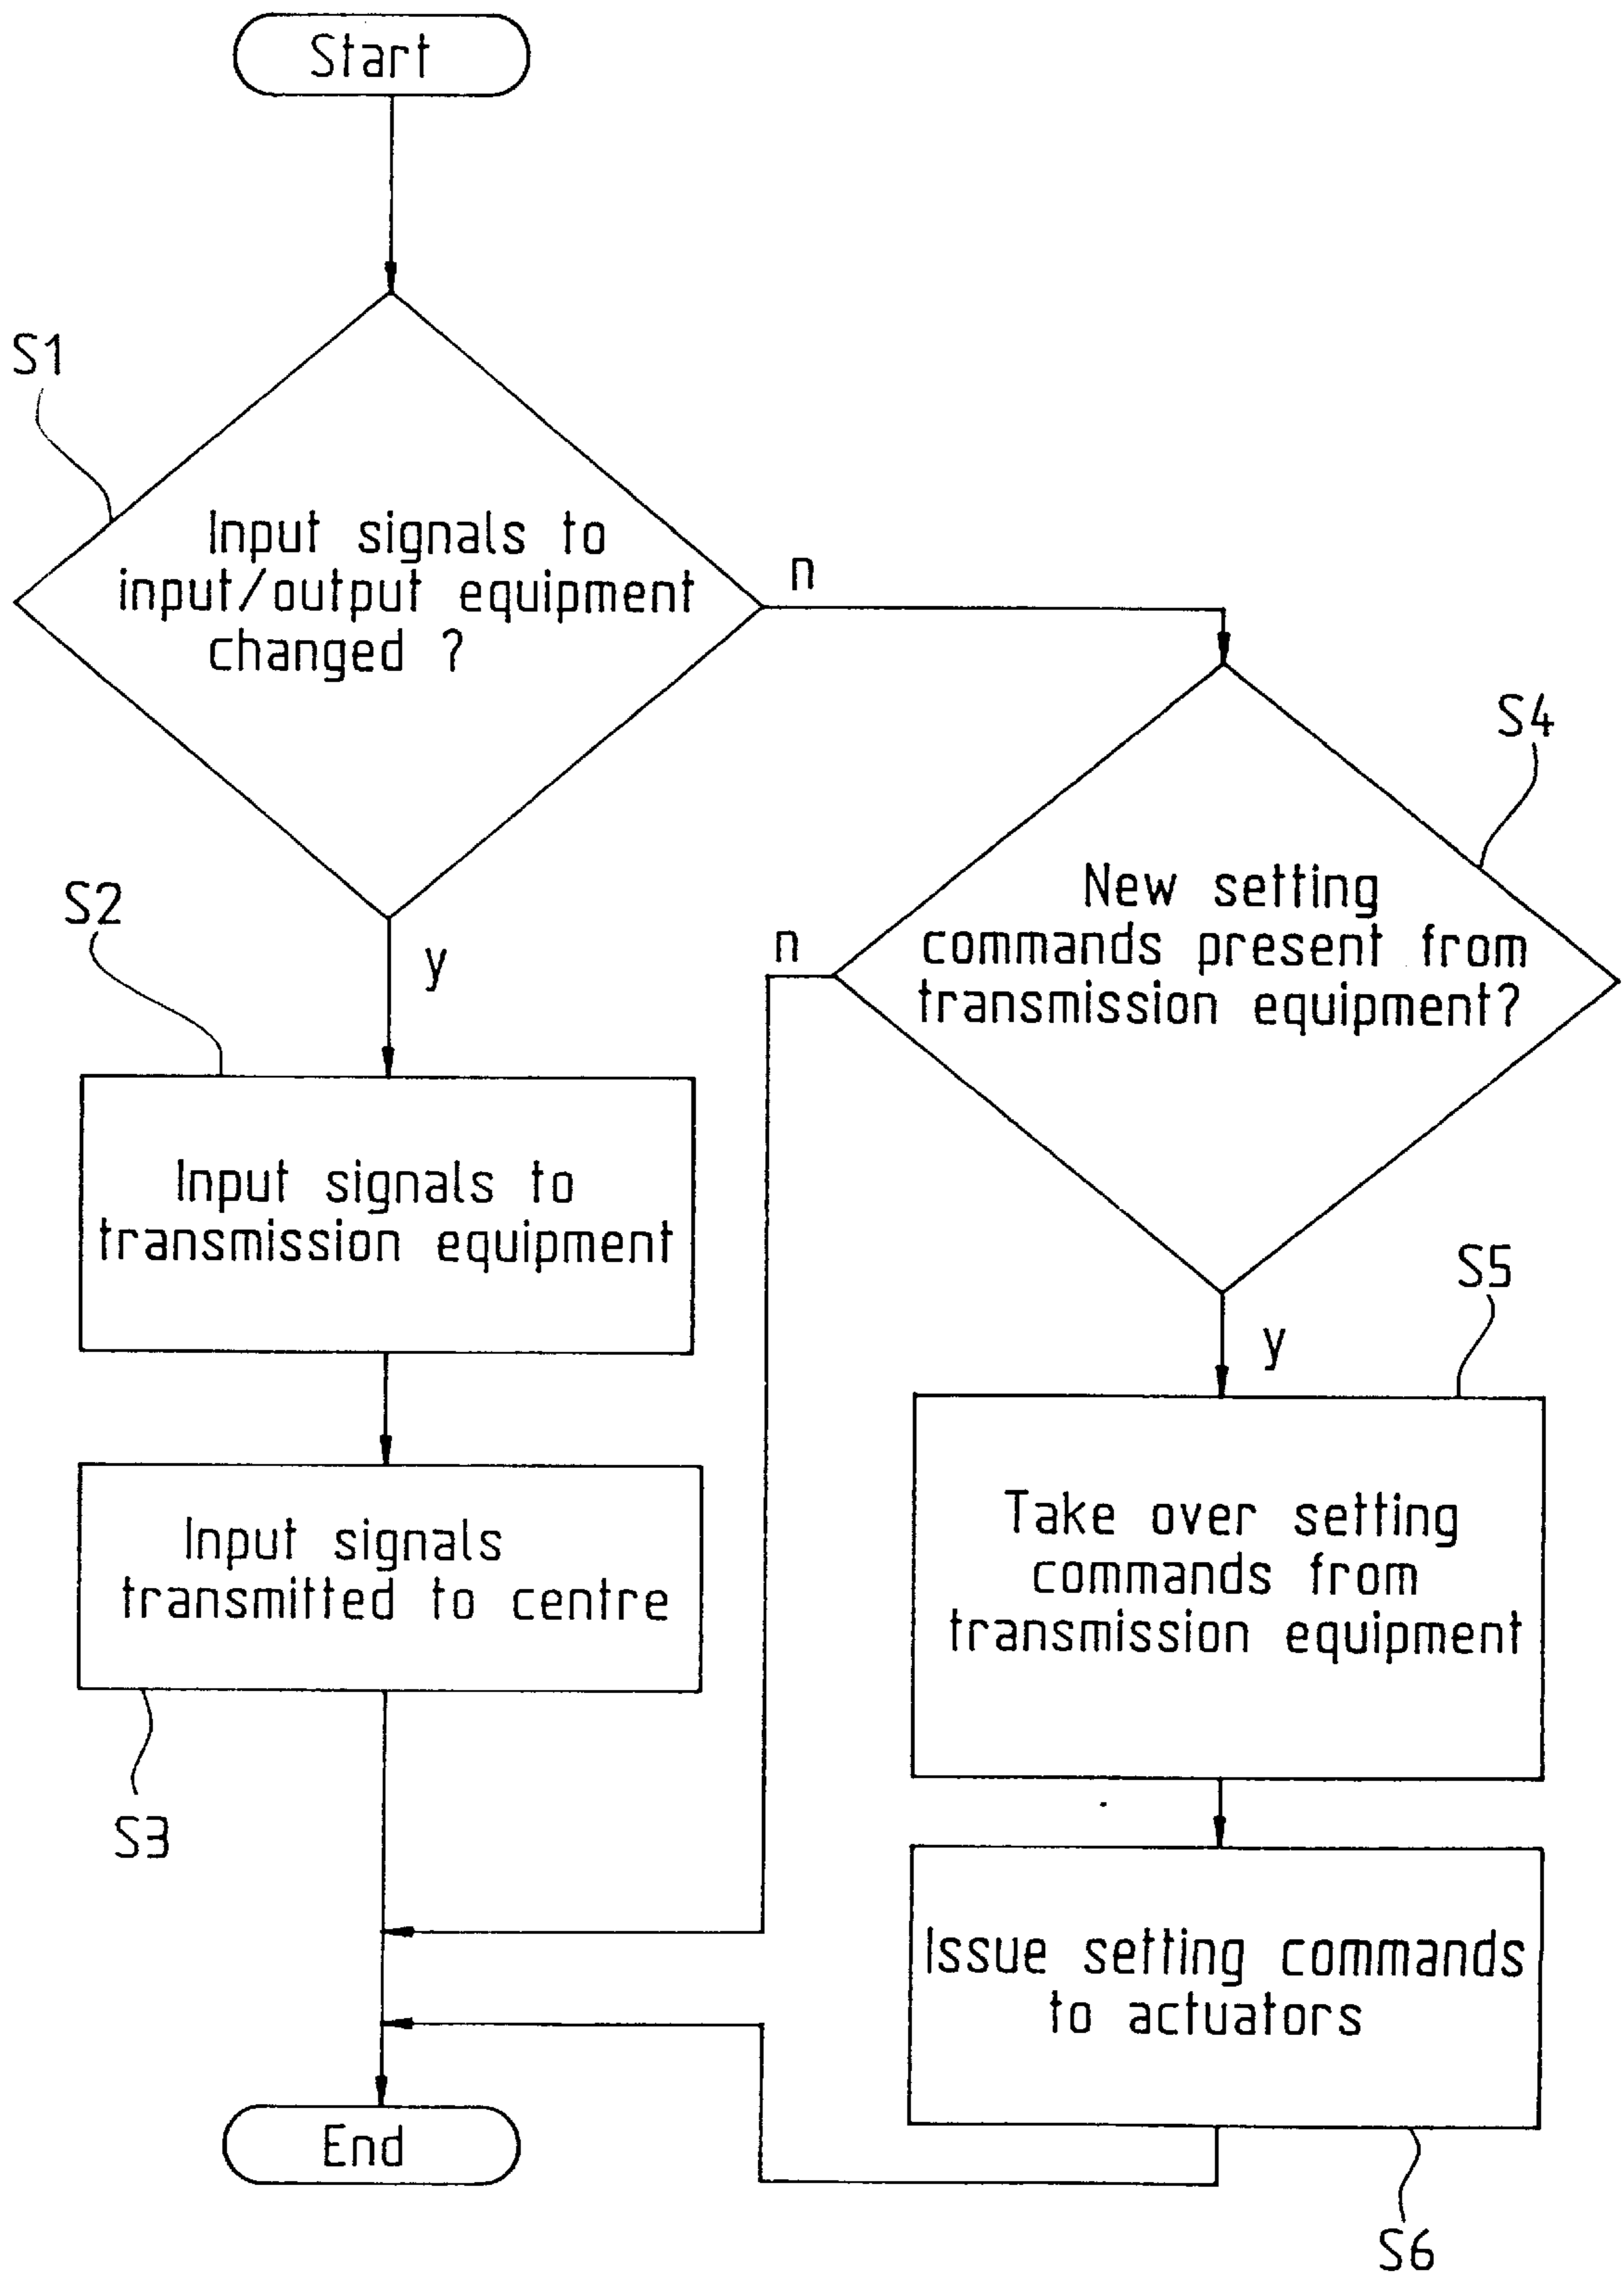 Start
S1
Input signals to
input/output equipment
changed ?
n
S4
New setting
commands present from
transmission equipment?
n
y
S2
Input signals to
transmission equipment
Input signals
transmitted to centre
S3
y
S5
Take over setting
commands from
transmission equipment
Issue setting commands
to actuators
S6
End